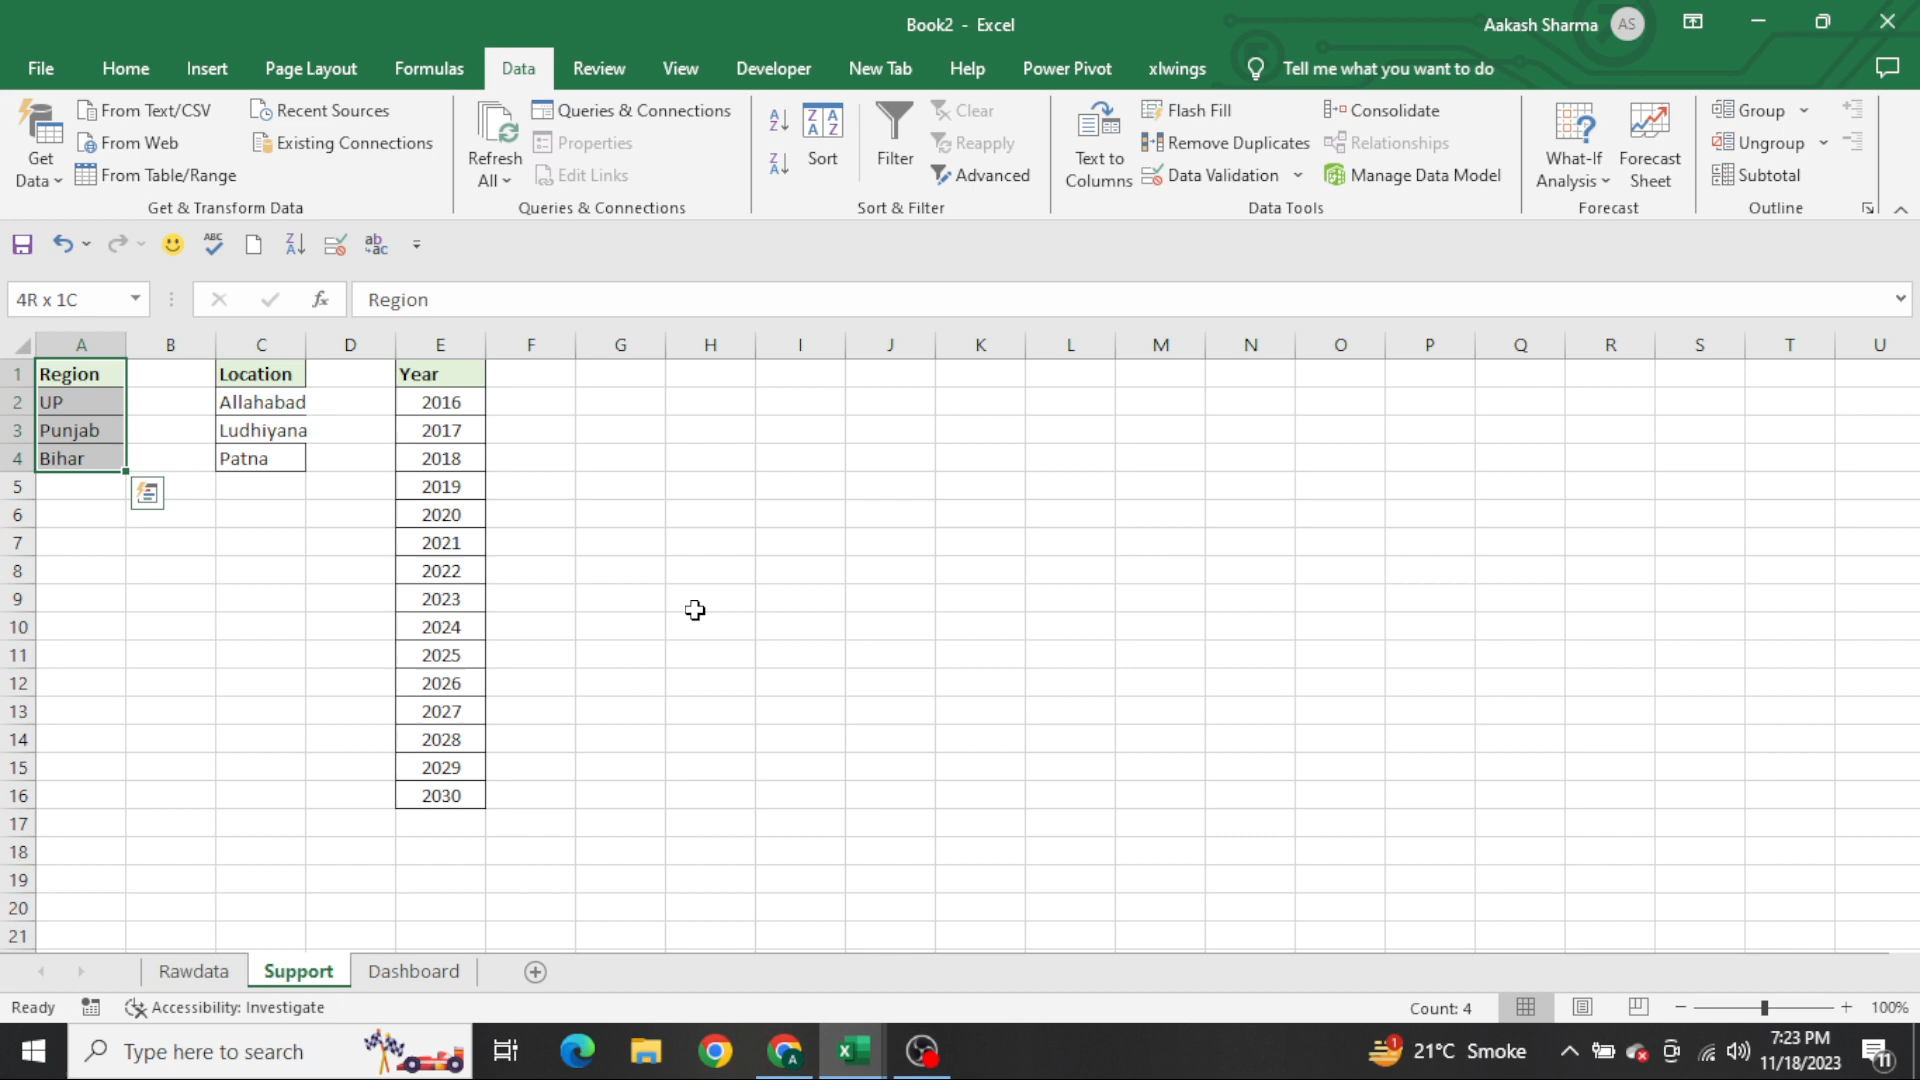 Book2 - Excel
Aakash Sharma AS
File Home Insert Page Layout Formulas Data Review View Developer New Tab Help Power Pivot xlwings Tell me what you want to do
Get Data
From Text/CSV
From Web
From Table/Range
Recent Sources
Existing Connections
Get & Transform Data
Refresh All
Queries & Connections
Properties
Edit Links
Queries & Connections
Sort
Filter
Clear
Reapply
Advanced
Sort & Filter
Text to Columns
Flash Fill
Remove Duplicates
Data Validation
Consolidate
Relationships
Manage Data Model
Data Tools
What-If Analysis
Forecast Sheet
Forecast
Group
Ungroup
Subtotal
Outline
4R x 1C fx Region
A B C D E F G H I J K L M N O P Q R S T U
1 Region Location Year
2 UP Allahabad 2016
3 Punjab Ludhiyana 2017
4 Bihar Patna 2018
5 2019
6 2020
7 2021
8 2022
9 2023
10 2024
11 2025
12 2026
13 2027
14 2028
15 2029
16 2030
17
18
19
20
21
Rawdata Support Dashboard
Ready Accessibility: Investigate Count: 4 100%
Type here to search 21°C Smoke 7:23 PM
11/18/2023 11